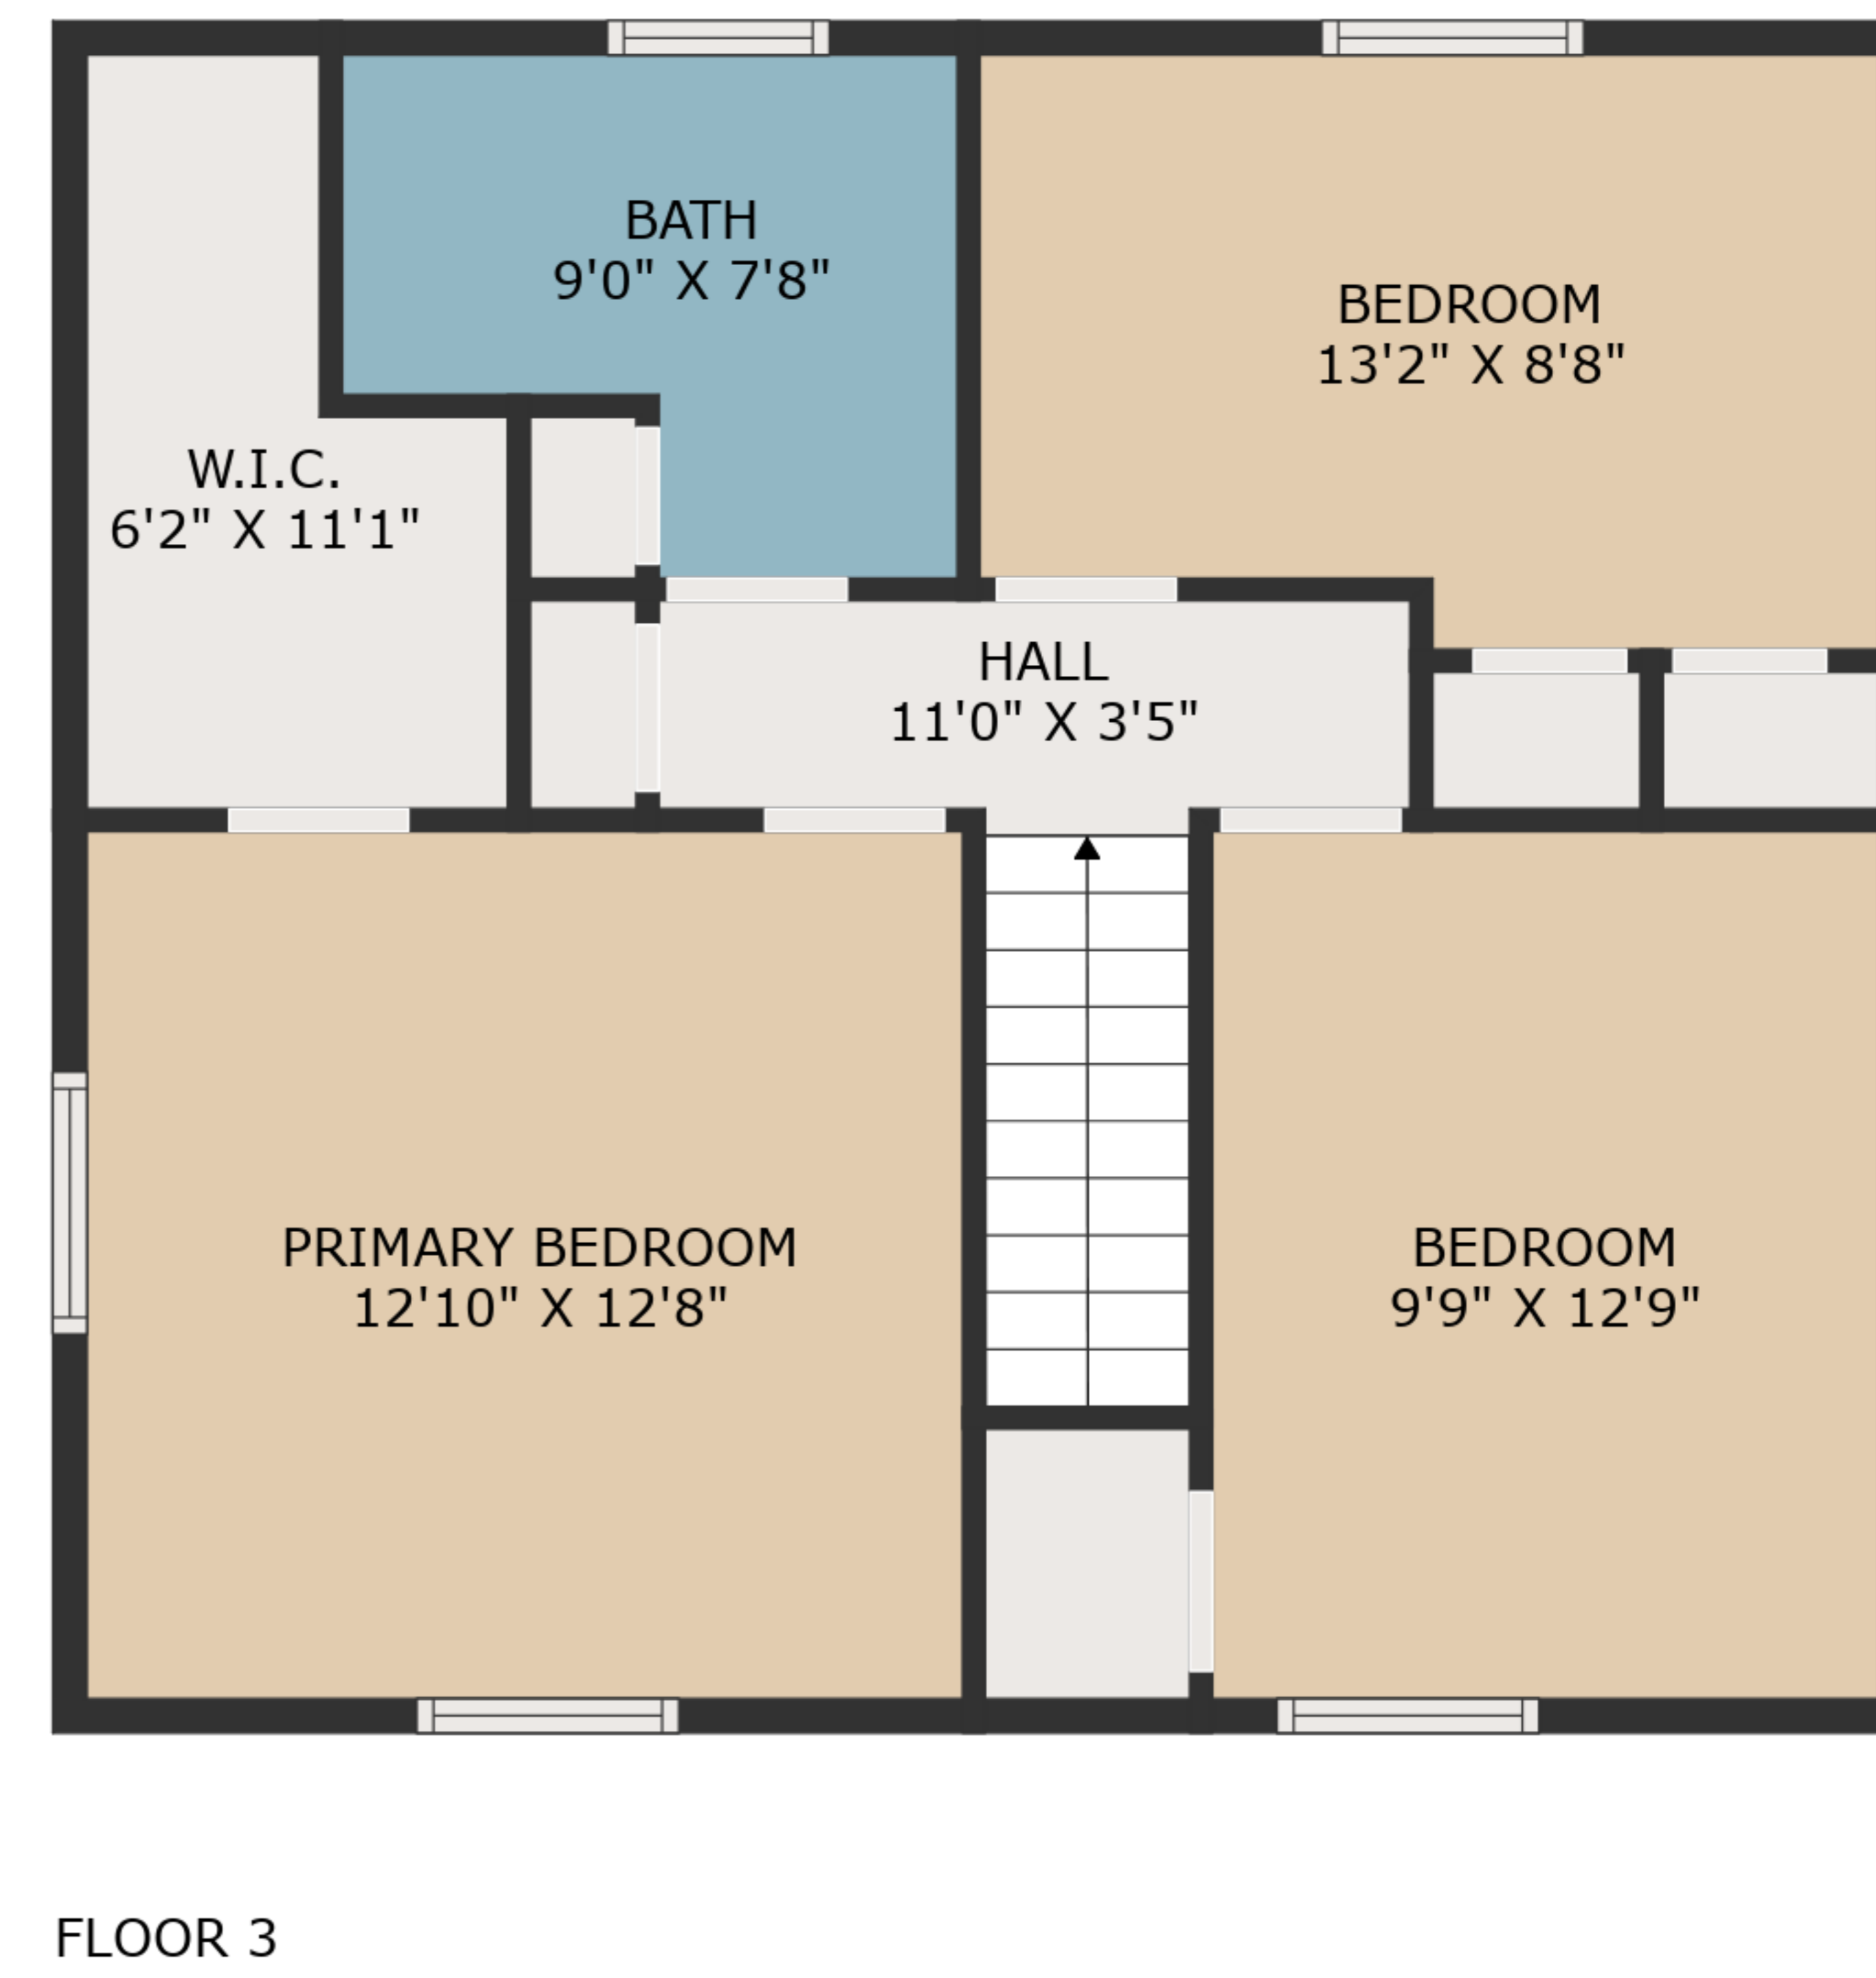 BATH
9'0" X 7'8"
BEDROOM
13'2" X 8'8"
W.I.C.
6'2" X 11'1"
HALL
11'0" X 3'5"
PRIMARY BEDROOM
12'10" X 12'8"
BEDROOM
9'9" X 12'9"
FLOOR 3